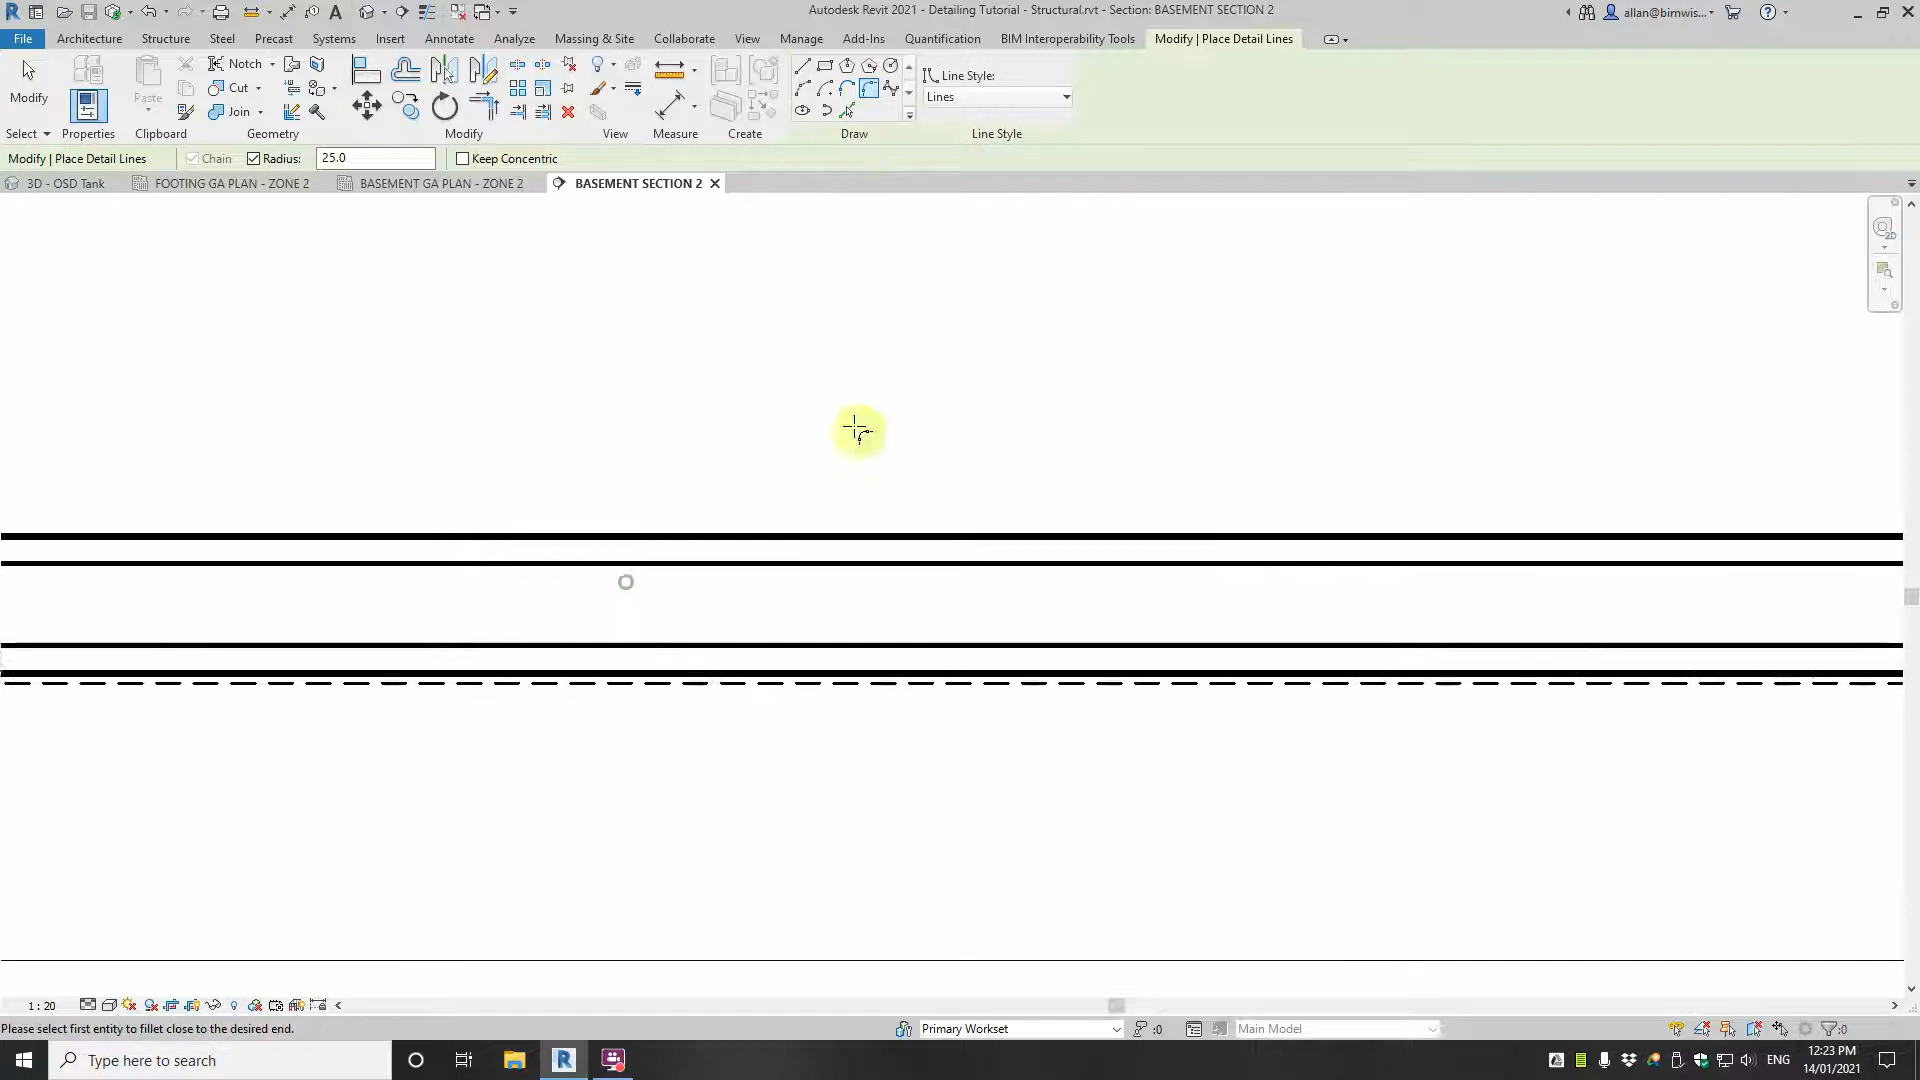 Autodesk Revit 2021 - Detailing Tutorial - Structural.rvt - Section: BASEMENT SECTION 2
allan@bimwis...
File Architecture Structure Steel Precast Systems Insert Annotate Analyze Massing & Site Collaborate View Manage Add-Ins Quantification BIM Interoperability Tools Modify | Place Detail Lines
Notch
Line Style:
Modify
Paste
Cut
Lines
Join
Select Properties Clipboard Geometry Modify View Measure Create Draw Line Style
Modify | Place Detail Lines Chain Radius: 25.0 Keep Concentric
3D - OSD Tank FOOTING GA PLAN - ZONE 2 BASEMENT GA PLAN - ZONE 2 BASEMENT SECTION 2
2D
1 : 20
Please select first entity to fillet close to the desired end. Primary Workset :0 Main Model :0
Type here to search
ENG
12:23 PM
14/01/2021